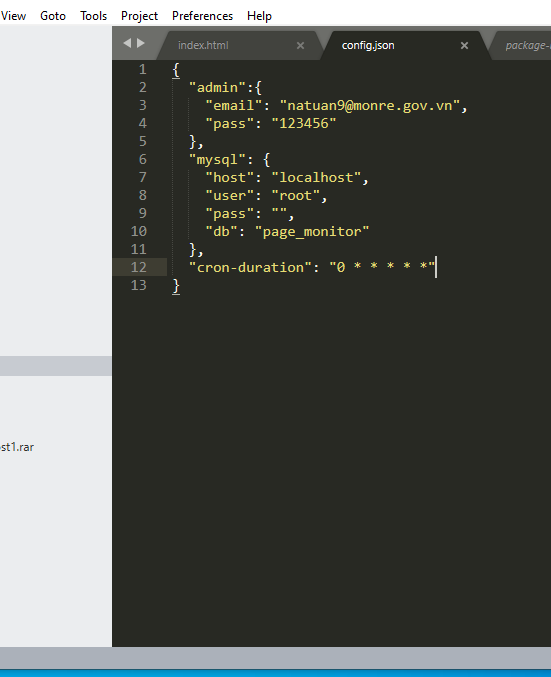 View Goto Tools Project Preferences Help
index.html × config.json × package-
1 {
2 "admin":{
3 "email": "natuan9@monre.gov.vn",
4 "pass": "123456"
5 },
6 "mysql": {
7 "host": "localhost",
8 "user": "root",
9 "pass": "",
10 "db": "page_monitor"
11 },
12 "cron-duration": "0 * * * * *"
13 }
st1.rar